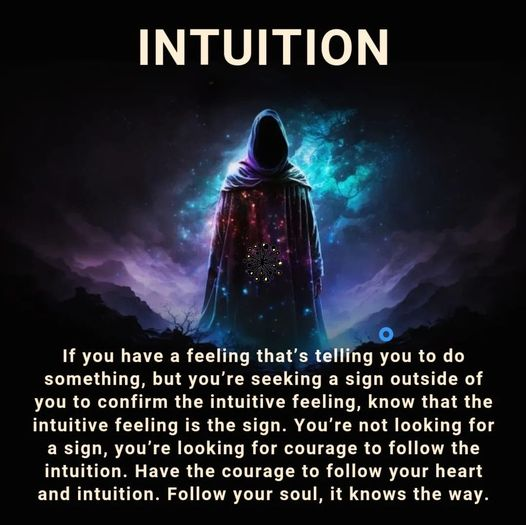 INTUITION
If you have a feeling that's telling you to do
something, but you're seeking a sign outside of
you to confirm the intuitive feeling, know that the
intuitive feeling is the sign. You're not looking for
a sign, you're looking for courage to follow the
intuition. Have the courage to follow your heart
and intuition. Follow your soul, it knows the way.